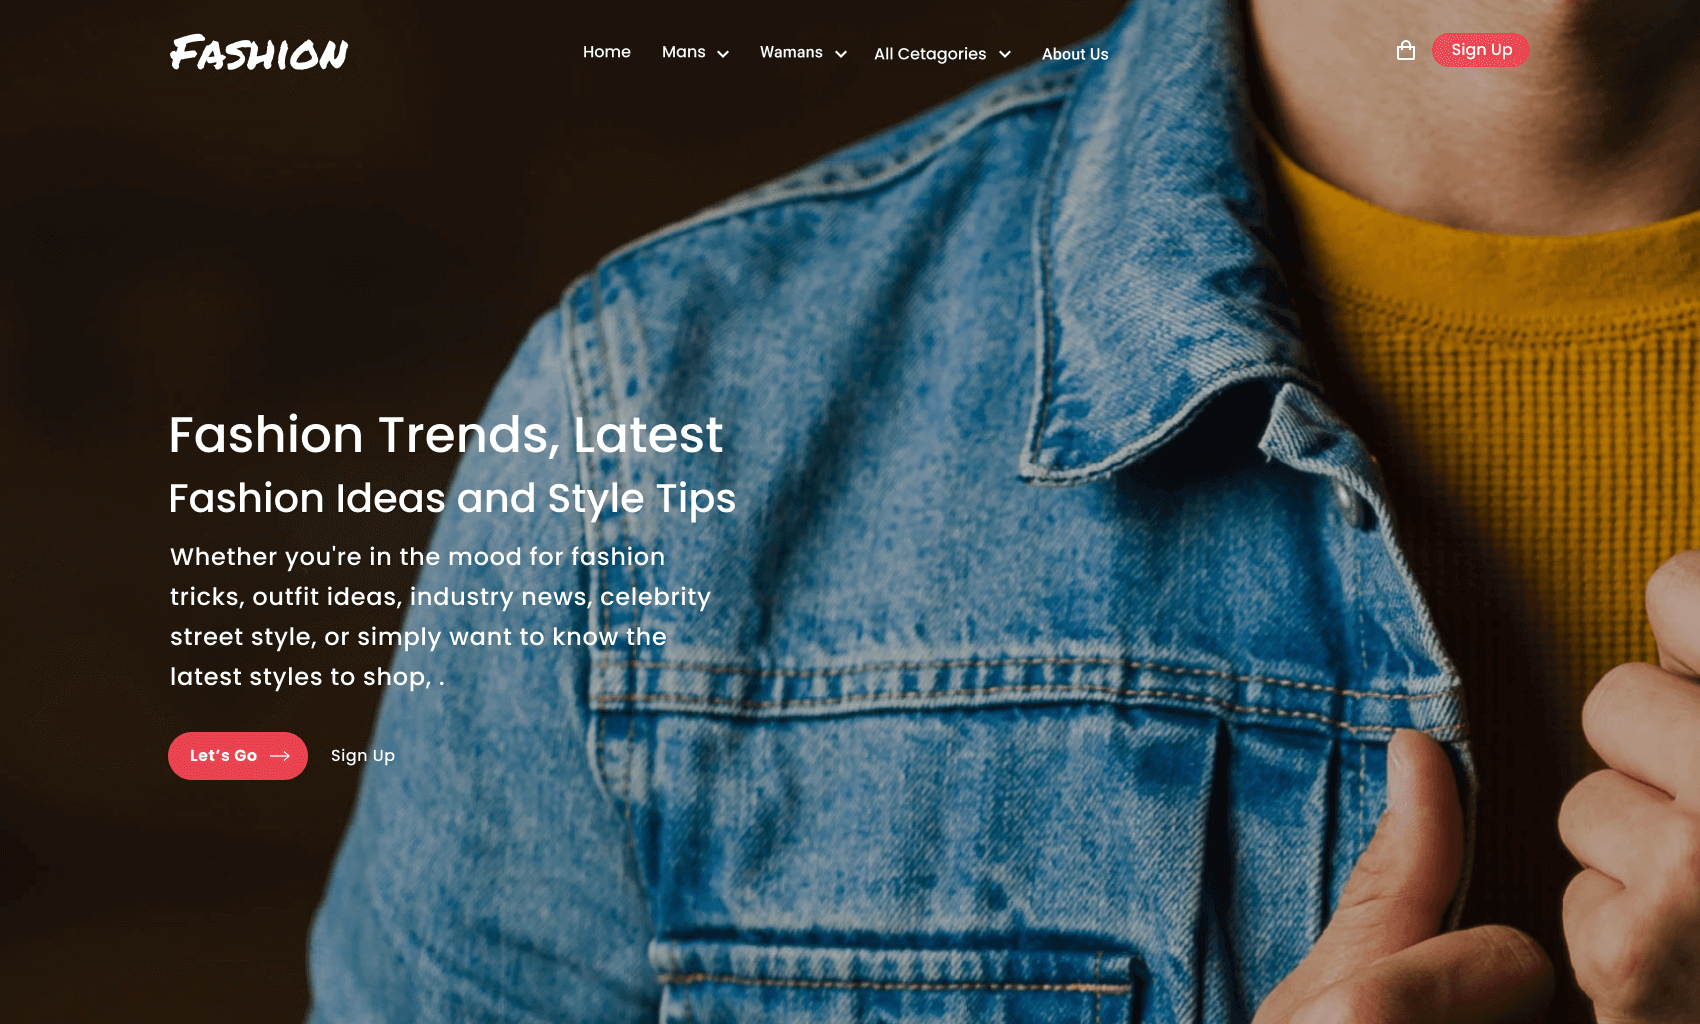 FASHION
Home
Mans
Wamans
All Cetagories
About Us
Sign Up
Fashion Trends, Latest
Fashion Ideas and Style Tips
Whether you're in the mood for fashion
tricks, outfit ideas, industry news, celebrity
street style, or simply want to know the
latest styles to shop, .
Let’s Go
Sign Up